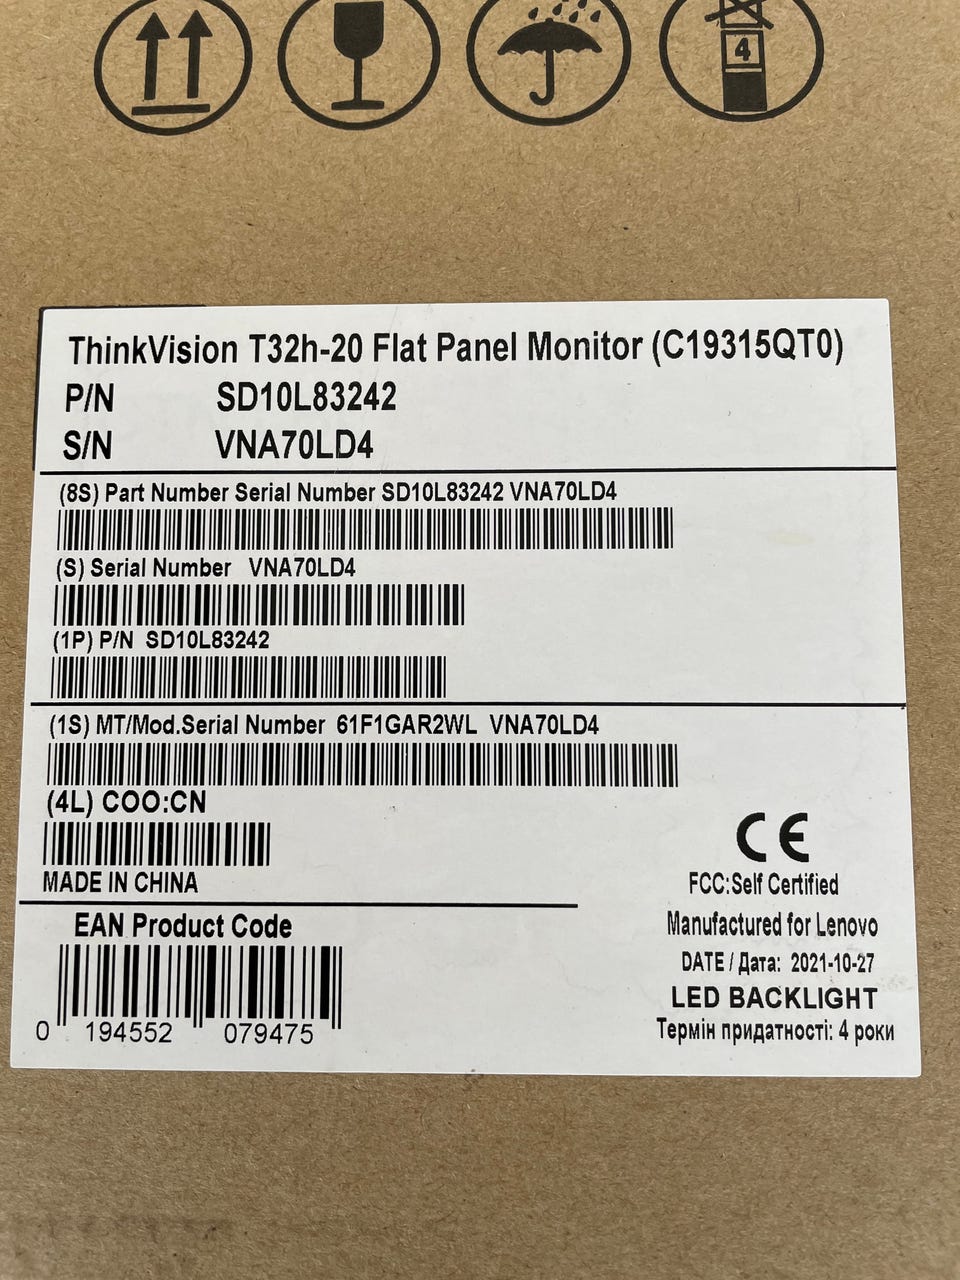 4
ThinkVision T32h-20 Flat Panel Monitor (C19315QT0)
P/N SD10L83242
S/N VNA70LD4
(8S) Part Number Serial Number SD10L83242 VNA70LD4
(S) Serial Number VNA70LD4
(1P) P/N SD10L83242
(1S) MT/Mod.Serial Number 61F1GAR2WL VNA70LD4
(4L) COO:CN
MADE IN CHINA
EAN Product Code
0 194552 079475
CE
FCC:Self Certified
Manufactured for Lenovo
DATE / Дата: 2021-10-27
LED BACKLIGHT
Термін придатності: 4 роки